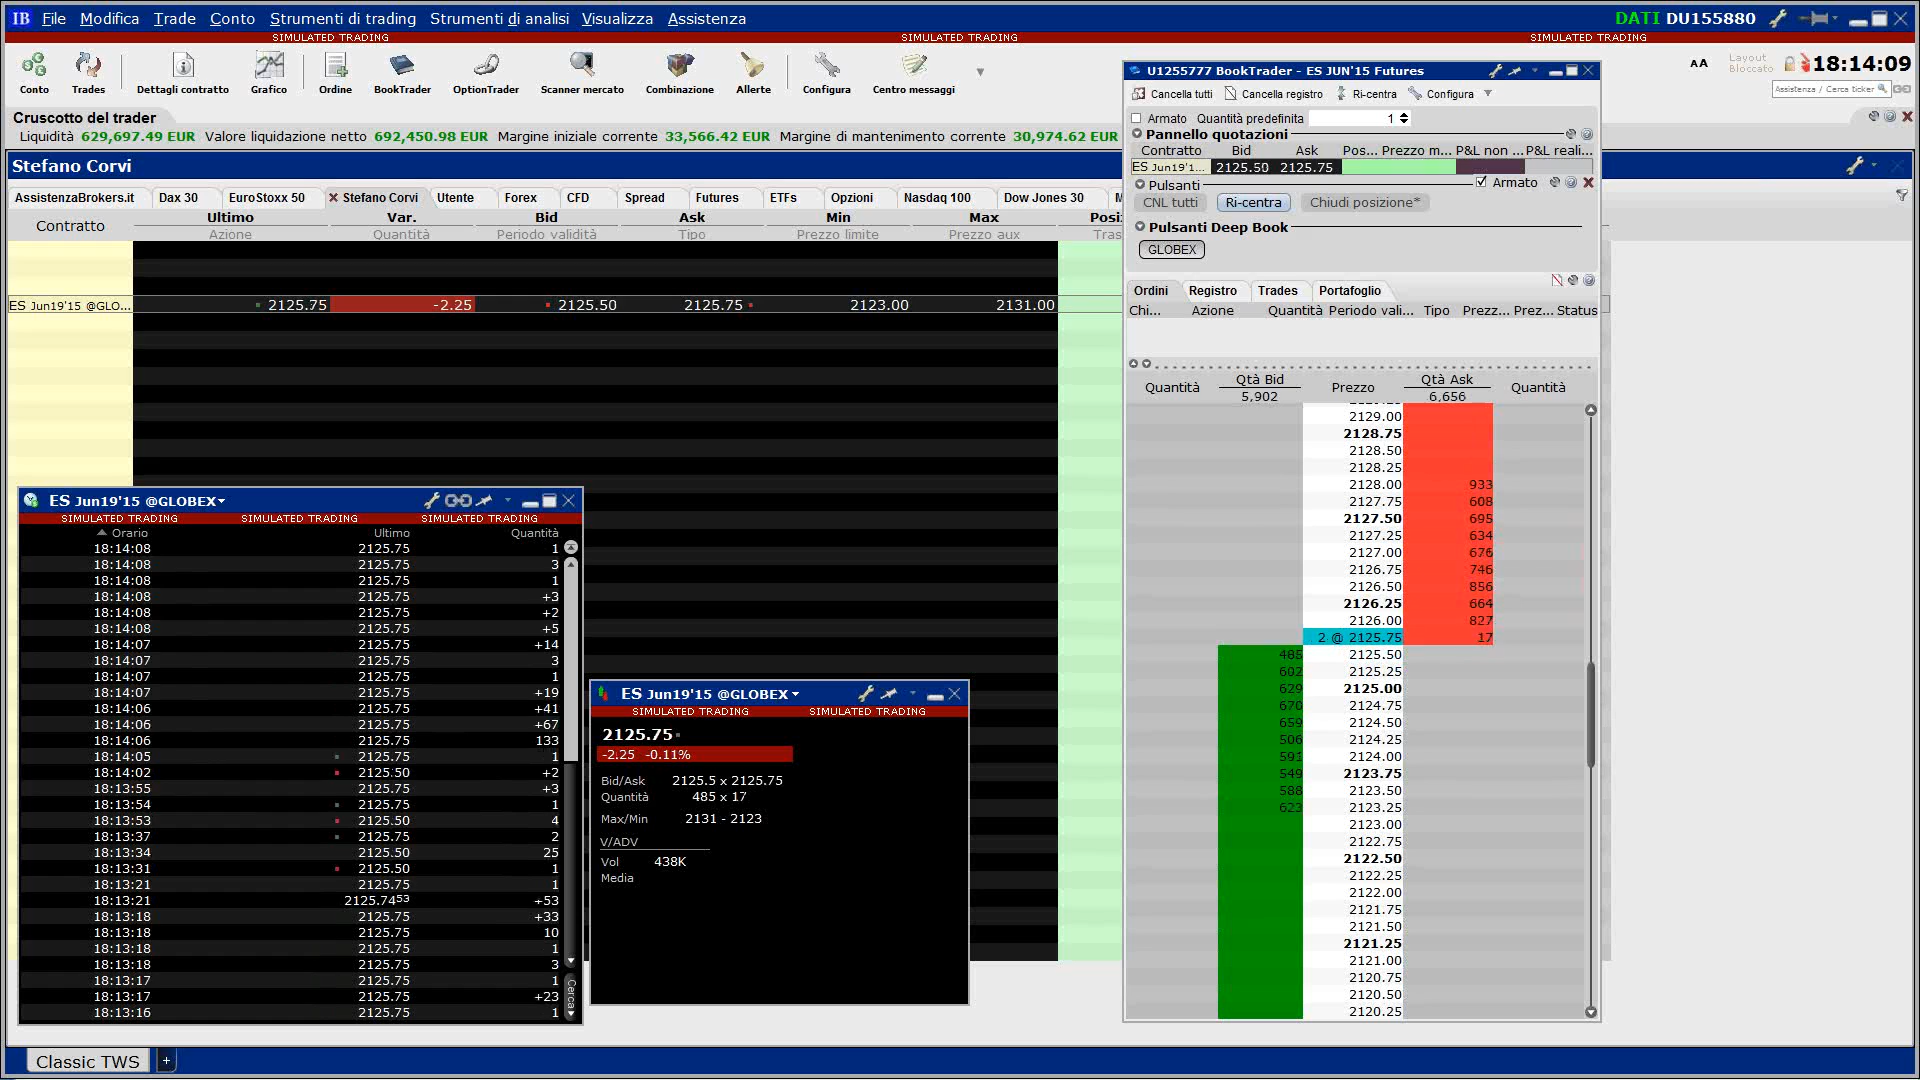 IB File Modifica Trade Conto Strumenti di trading Strumenti di analisi Visualizza Assistenza DATI DU155880
SIMULATED TRADING SIMULATED TRADING SIMULATED TRADING
Conto Trades Dettagli contratto Grafico Ordine BookTrader OptionTrader Scanner mercato Combinazione Allerte Configura Centro messaggi
AA Layout Bloccato 18:14:09
Assistenza / Cerca ticker
Cruscotto del trader
Liquidità 629,697.49 EUR Valore liquidazione netto 692,450.98 EUR Margine iniziale corrente 33,566.42 EUR Margine di mantenimento corrente 30,974.62 EUR
Stefano Corvi
AssistenzaBrokers.it Dax 30 EuroStoxx 50 Stefano Corvi Utente Forex CFD Spread Futures ETFs Opzioni Nasdaq 100 Dow Jones 30 M
Contratto Ultimo Var. Bid Ask Min Max Posi
Azione Quantità Periodo validità Tipo Prezzo limite Prezzo aux Tras
ES Jun19'15 @GLO... 2125.75 -2.25 2125.50 2125.75 2123.00 2131.00
ES Jun19'15 @GLOBEX
SIMULATED TRADING SIMULATED TRADING SIMULATED TRADING
Orario Ultimo Quantità
18:14:08 2125.75 1
18:14:08 2125.75 3
18:14:08 2125.75 1
18:14:08 2125.75 +3
18:14:08 2125.75 +2
18:14:08 2125.75 +5
18:14:07 2125.75 +14
18:14:07 2125.75 3
18:14:07 2125.75 1
18:14:07 2125.75 +19
18:14:06 2125.75 +41
18:14:06 2125.75 +67
18:14:06 2125.75 133
18:14:05 2125.75 1
18:14:02 2125.50 +2
18:13:55 2125.75 +3
18:13:54 2125.75 1
18:13:53 2125.50 4
18:13:37 2125.75 2
18:13:34 2125.50 25
18:13:31 2125.50 1
18:13:21 2125.75 1
18:13:21 2125.7453 +53
18:13:18 2125.75 +33
18:13:18 2125.75 10
18:13:18 2125.75 1
18:13:18 2125.75 3
18:13:17 2125.75 1
18:13:17 2125.75 +23
18:13:16 2125.75 1
Cerca
ES Jun19'15 @GLOBEX
SIMULATED TRADING SIMULATED TRADING
2125.75
-2.25 -0.11%
Bid/Ask 2125.5 x 2125.75
Quantità 485 x 17
Max/Min 2131 - 2123
V/ADV
Vol 438K
Media
U1255777 BookTrader - ES JUN'15 Futures
Cancella tutti Cancella registro Ri-centra Configura
Armato Quantità predefinita 1
Pannello quotazioni
Contratto Bid Ask Pos... Prezzo m... P&L non ... P&L reali...
ES Jun19'1... 2125.50 2125.75
Pulsanti Armato
CNL tutti Ri-centra Chiudi posizione*
Pulsanti Deep Book
GLOBEX
Ordini Registro Trades Portafoglio
Chi... Azione Quantità Periodo vali... Tipo Prezz... Prez... Status
Quantità Qtà Bid Prezzo Qtà Ask Quantità
5,902 6,656
2129.00
2128.75
2128.50
2128.25
2128.00 933
2127.75 608
2127.50 695
2127.25 634
2127.00 676
2126.75 746
2126.50 856
2126.25 664
2126.00 827
2 @ 2125.75 17
485 2125.50
602 2125.25
629 2125.00
670 2124.75
659 2124.50
506 2124.25
591 2124.00
549 2123.75
588 2123.50
623 2123.25
2123.00
2122.75
2122.50
2122.25
2122.00
2121.75
2121.50
2121.25
2121.00
2120.75
2120.50
2120.25
Classic TWS +